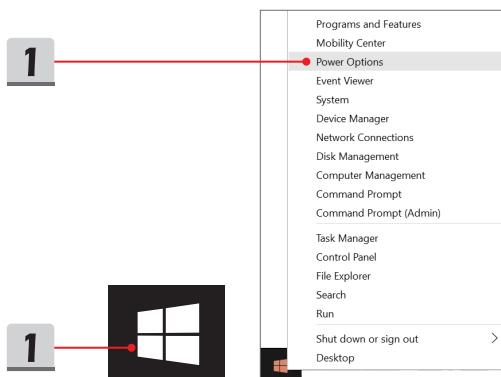 Programs and Features
Mobility Center
1
Power Options
Event Viewer
System
Device Manager
Network Connections
Disk Management
Computer Management
Command Prompt
Command Prompt (Admin)
Task Manager
Control Panel
File Explorer
Search
Run
1
Shut down or sign out
Desktop